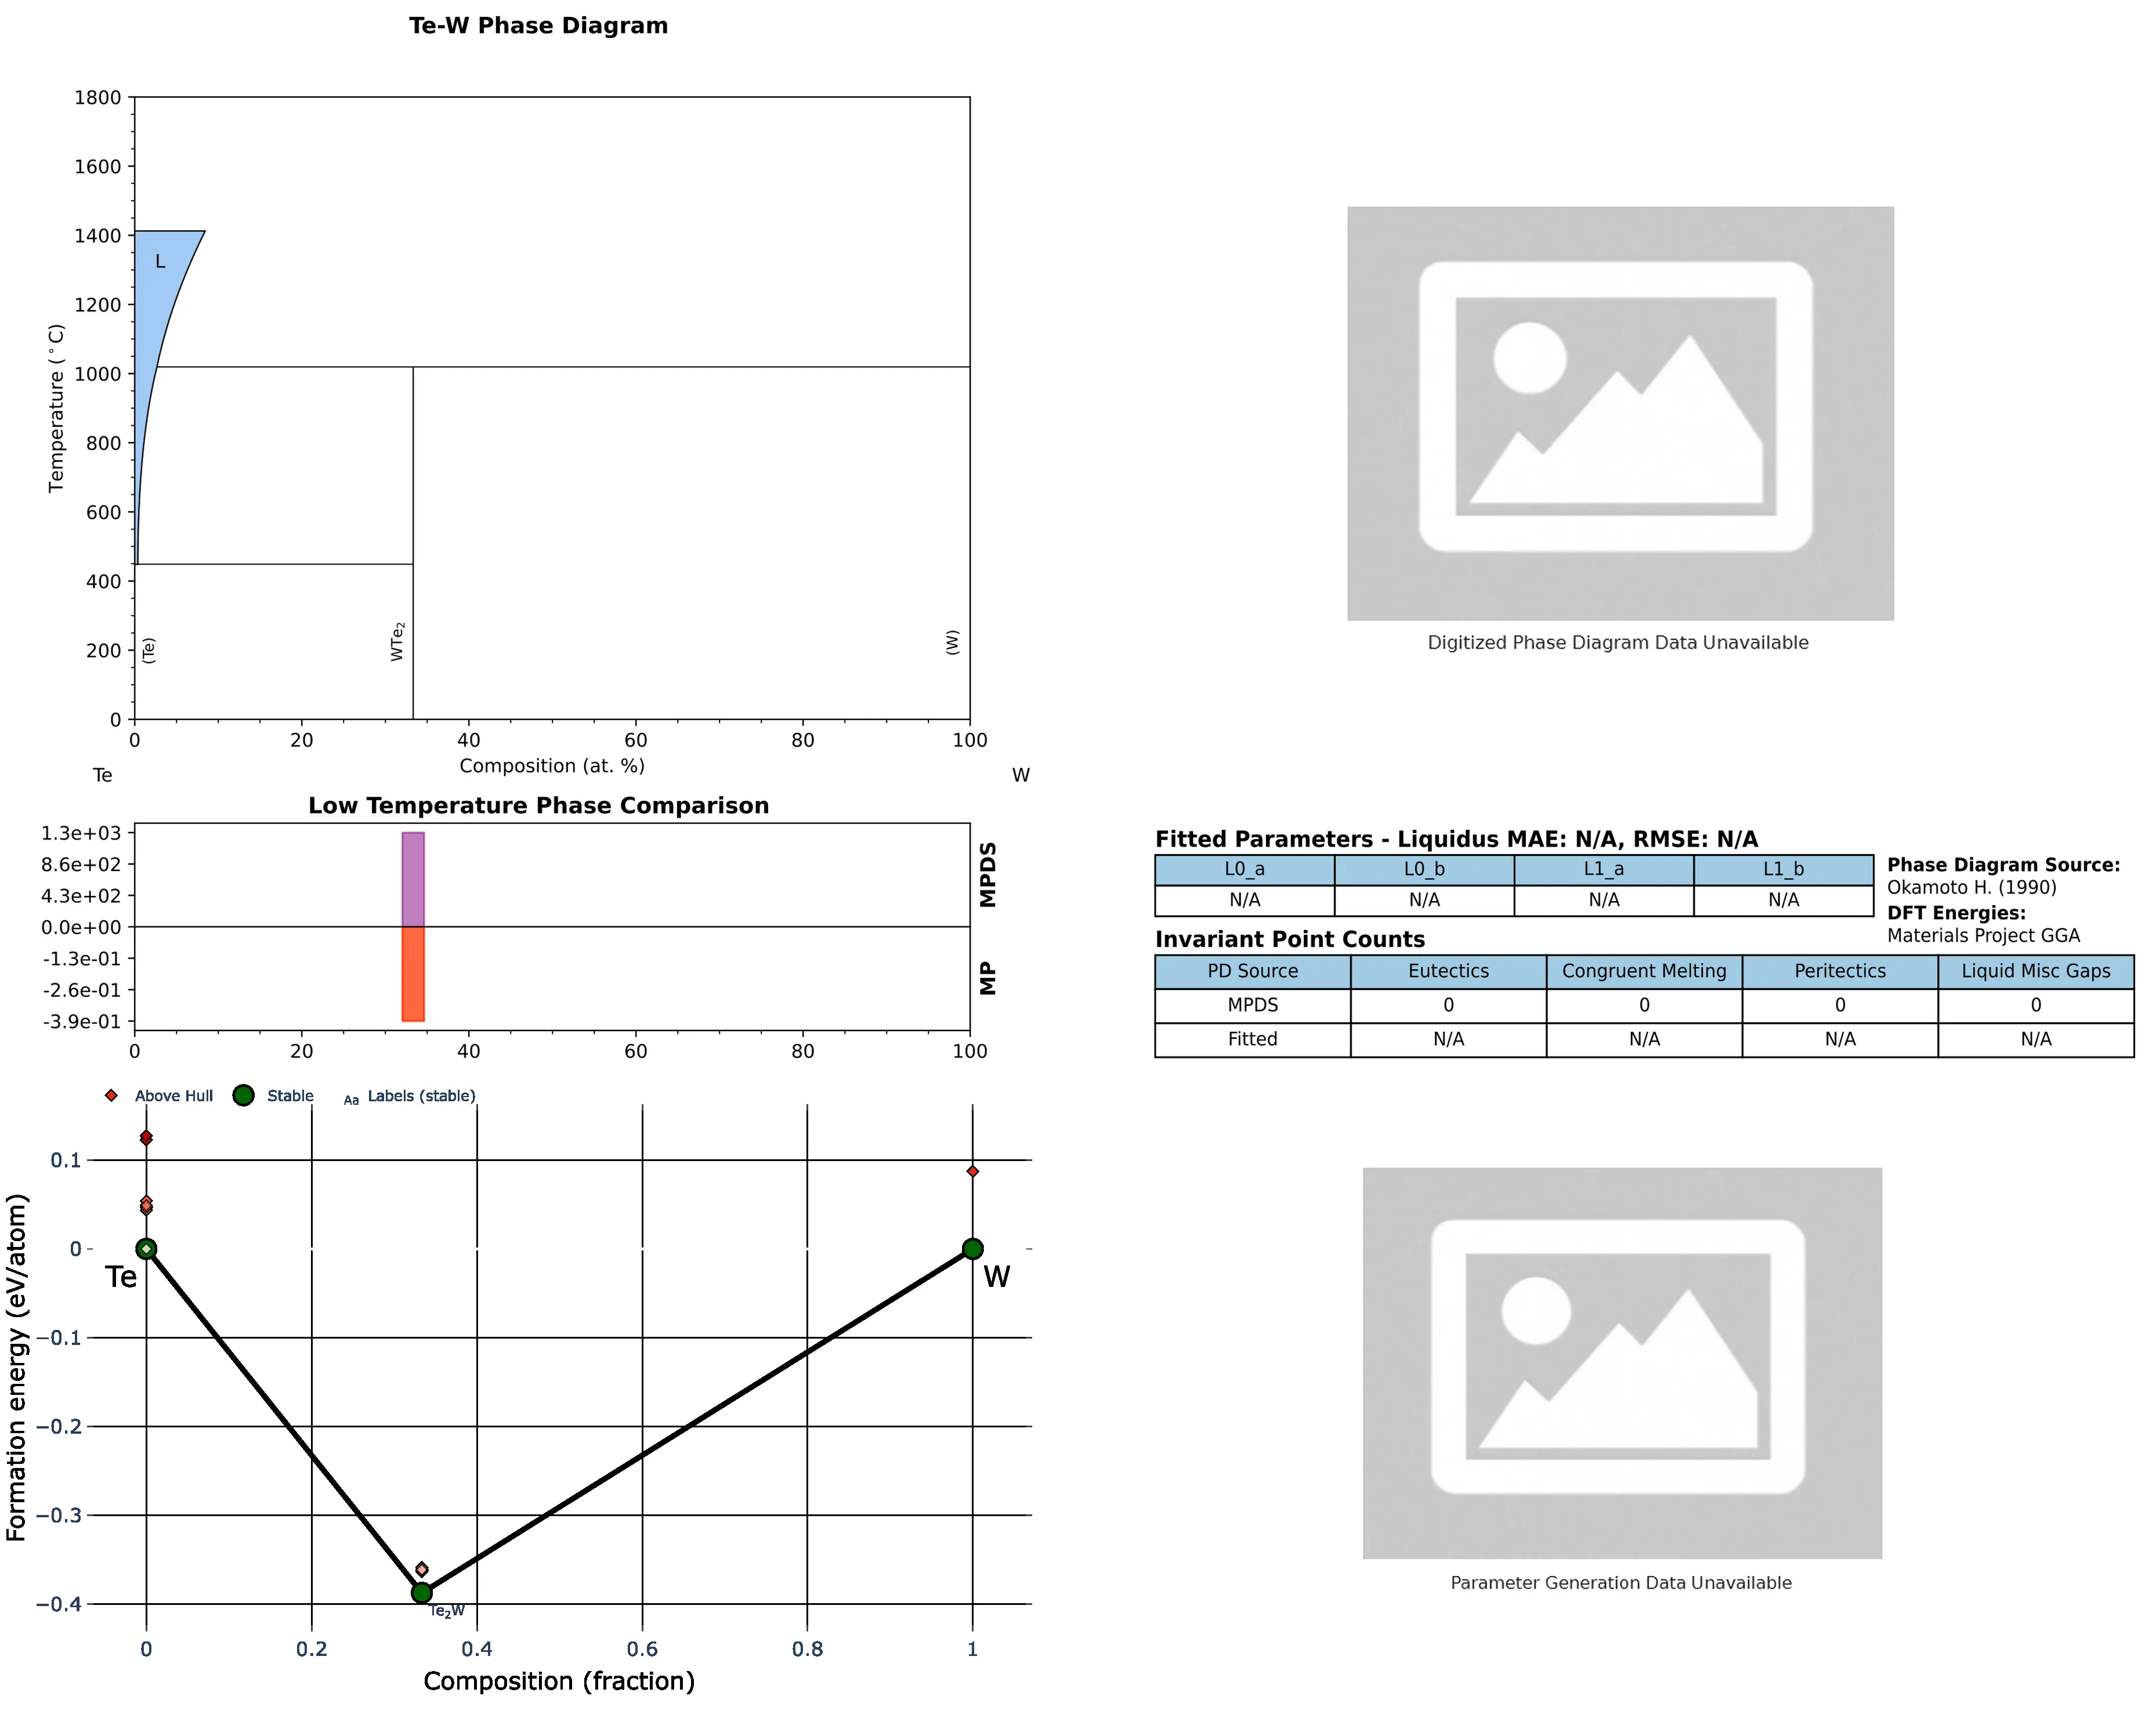 Te-W Phase Diagram
1800
1600
1400
1200
1000
800
600
400
200
0
Temperature (°C)
L
(Te)
WTe₂
(W)
0 20 40 60 80 100
Composition (at. %)
Te W
Digitized Phase Diagram Data Unavailable
Low Temperature Phase Comparison
1.3e+03
8.6e+02
4.3e+02
0.0e+00
-1.3e-01
-2.6e-01
-3.9e-01
MPDS
MP
0 20 40 60 80 100
Fitted Parameters - Liquidus MAE: N/A, RMSE: N/A
L0_a L0_b L1_a L1_b
N/A N/A N/A N/A
Phase Diagram Source:
Okamoto H. (1990)
DFT Energies:
Materials Project GGA
Invariant Point Counts
PD Source Eutectics Congruent Melting Peritectics Liquid Misc Gaps
MPDS 0 0 0 0
Fitted N/A N/A N/A N/A
Above Hull Stable Aa Labels (stable)
0.1
0
−0.1
−0.2
−0.3
−0.4
Formation energy (eV/atom)
Te
W
Te₂W
0 0.2 0.4 0.6 0.8 1
Composition (fraction)
Parameter Generation Data Unavailable